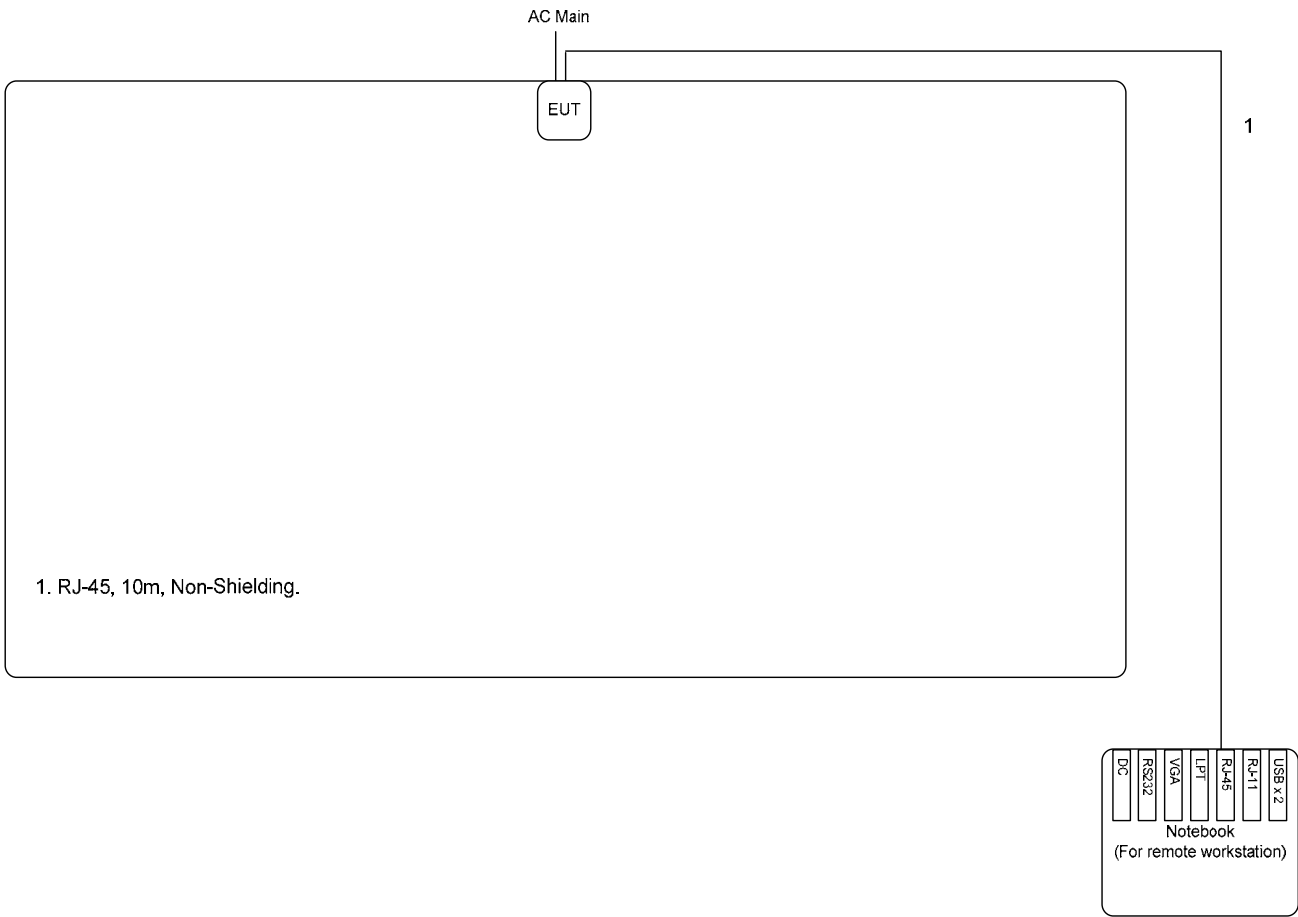 AC Main
EUT
1
1. RJ-45, 10m, Non-Shielding.
DC
RS232
VGA
LPT
RJ-45
RJ-11
USB x 2
Notebook
(For remote workstation)